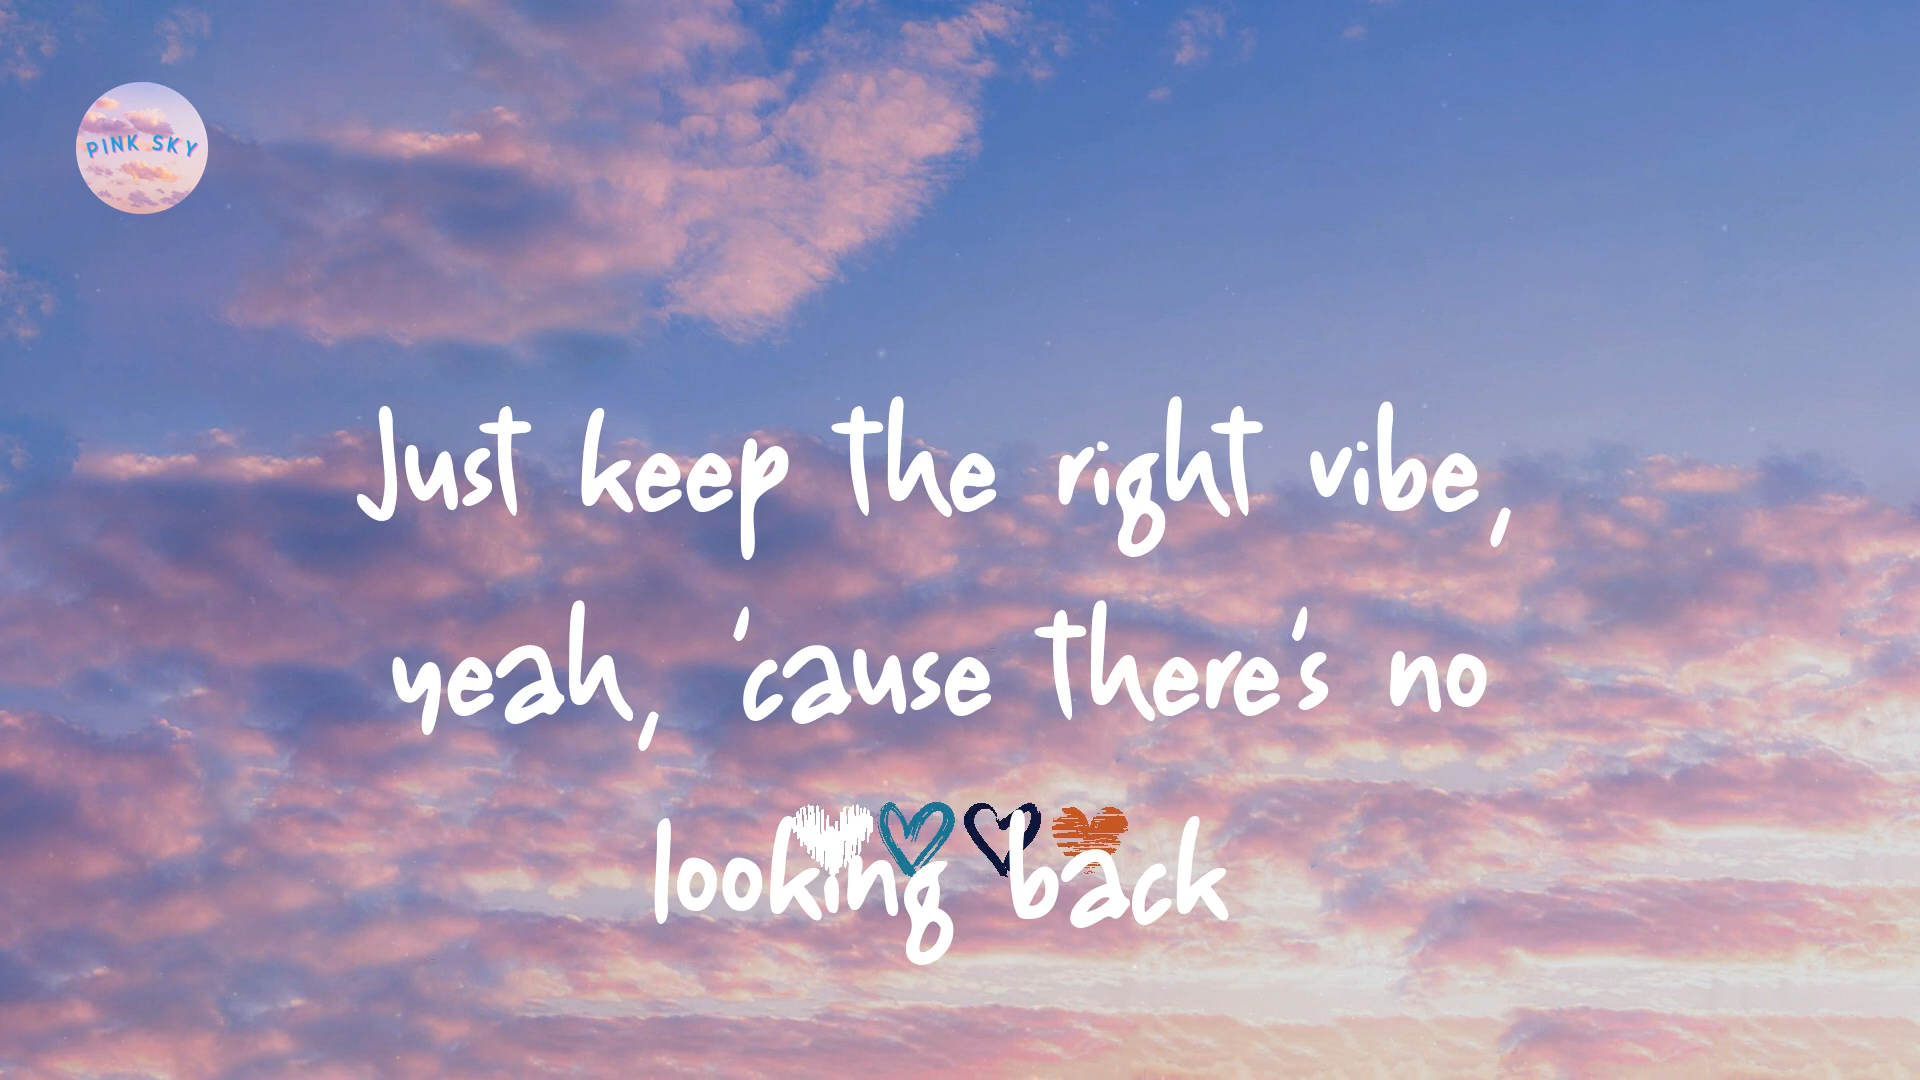 PINK SKY
Just keep the right vibe,
yeah, 'cause there's no
looking back